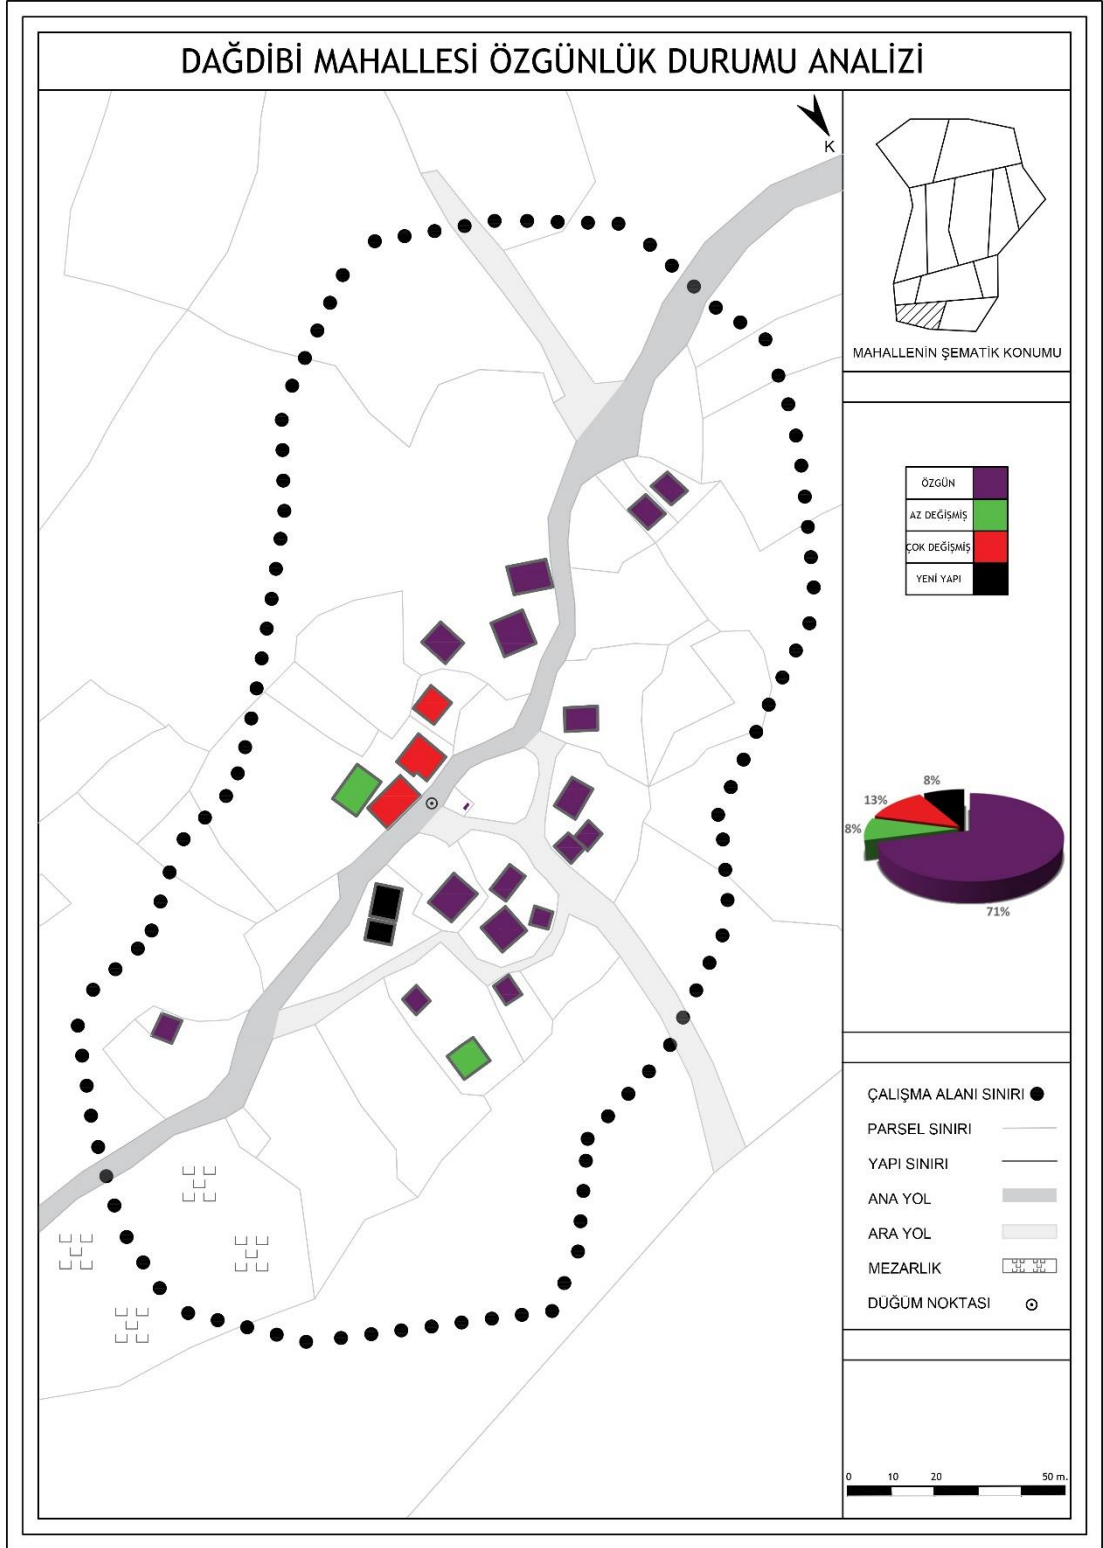 DAĞDİBİ MAHALLESİ ÖZGÜNLÜK DURUMU ANALİZİ
K
MAHALLENİN ŞEMATİK KONUMU
ÖZGÜN
AZ DEĞİŞMİŞ
ÇOK DEĞİŞMİŞ
YENİ YAPI
8%
13%
8%
71%
ÇALIŞMA ALANI SINIRI
PARSEL SINIRI
YAPI SINIRI
ANA YOL
ARA YOL
MEZARLIK
DÜĞÜM NOKTASI
0 10 20 50 m.